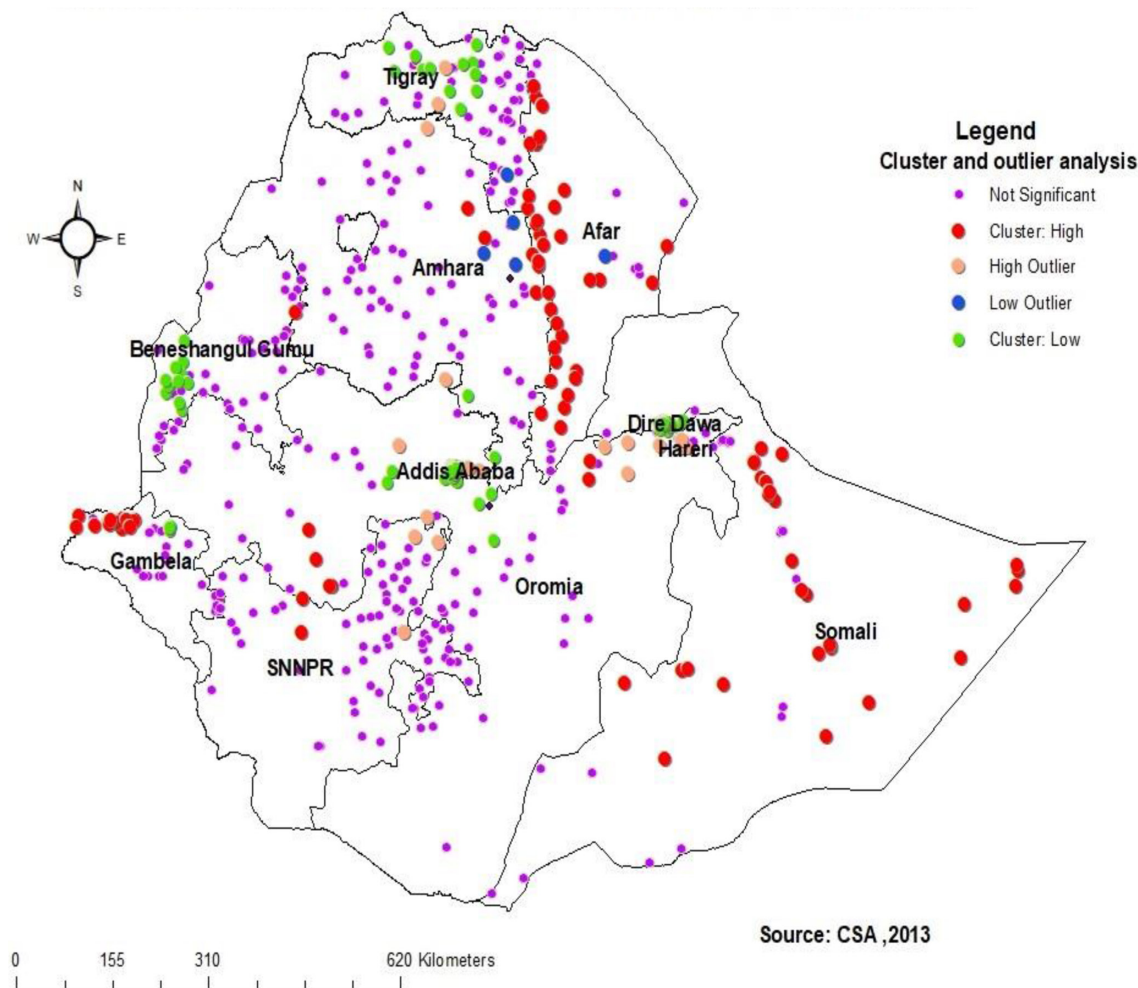 Legend
Cluster and outlier analysis
Not Significant
Cluster: High
High Outlier
Low Outlier
Cluster: Low
N
W E
S
Tigray
Afar
Amhara
Beneshangul Gumu
Dire Dawa
Hareri
Addis Ababa
Gambela
Oromia
Somali
SNNPR
Source: CSA ,2013
0 155 310 620 Kilometers